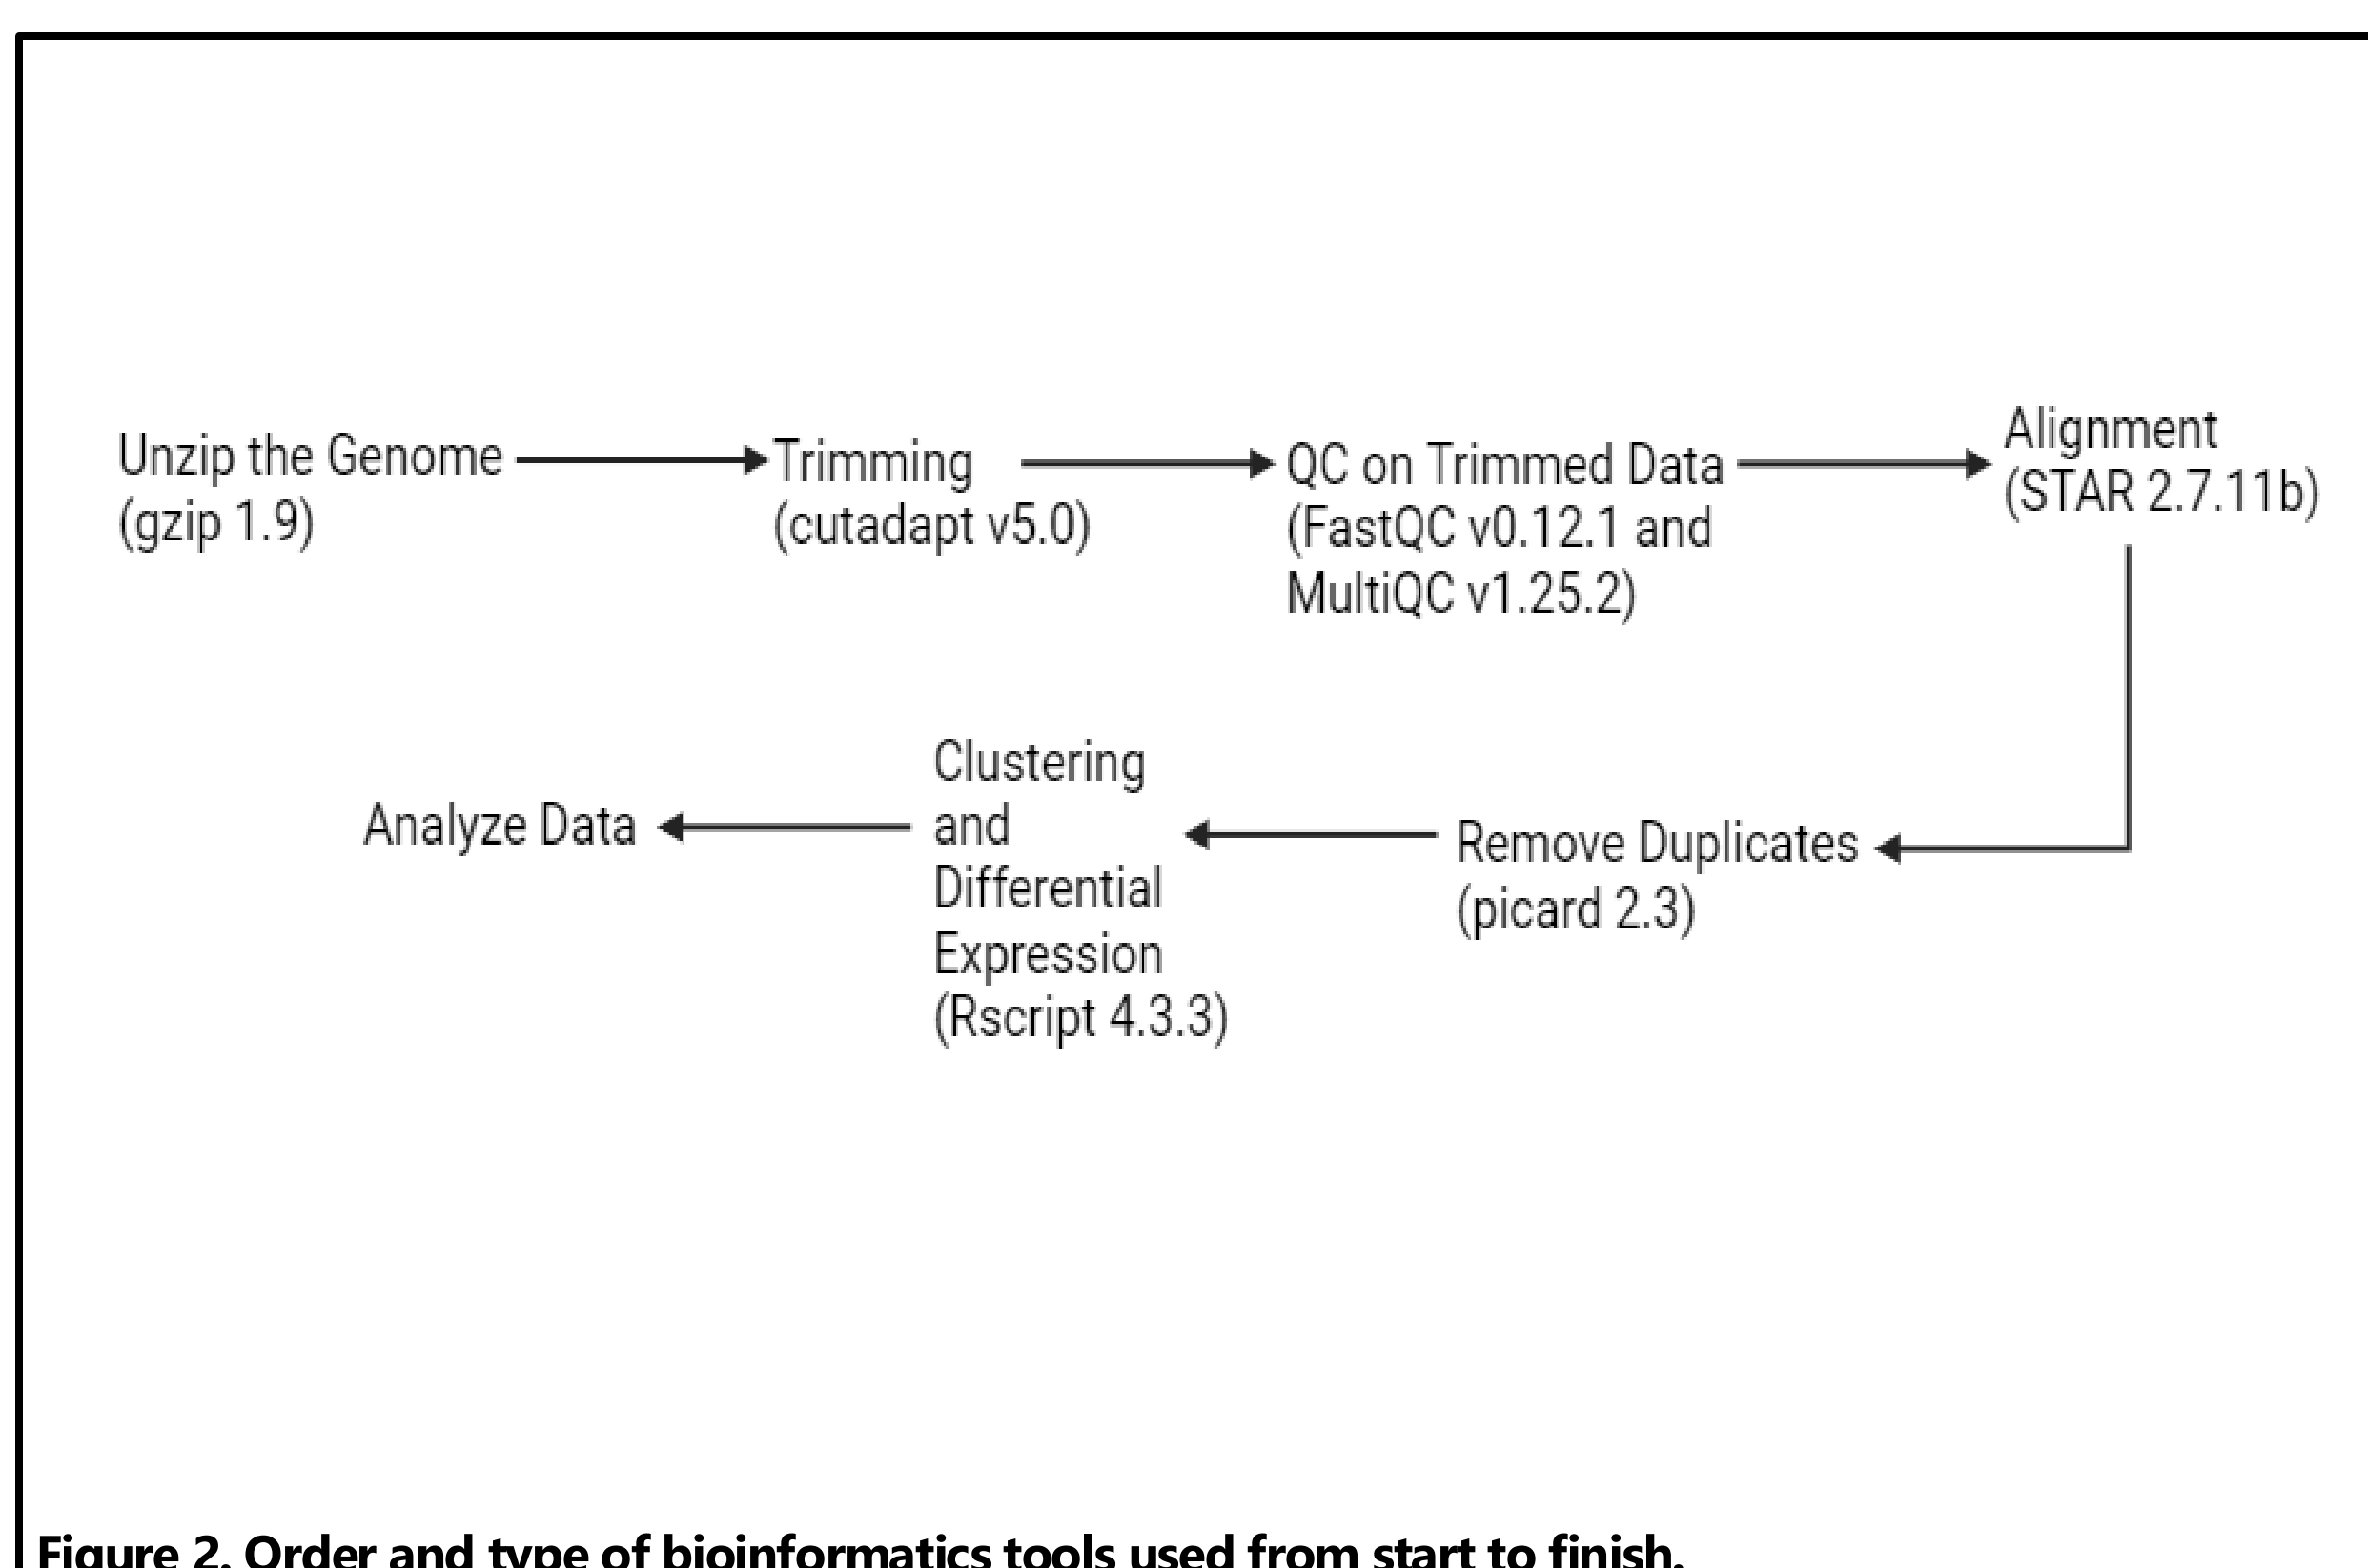 Unzip the Genome
(gzip 1.9)
Trimming
(cutadapt v5.0)
QC on Trimmed Data
(FastQC v0.12.1 and
MultiQC v1.25.2)
Alignment
(STAR 2.7.11b)
Remove Duplicates
(picard 2.3)
Clustering
and
Differential
Expression
(Rscript 4.3.3)
Analyze Data
Figure 2. Order and type of bioinformatics tools used from start to finish.